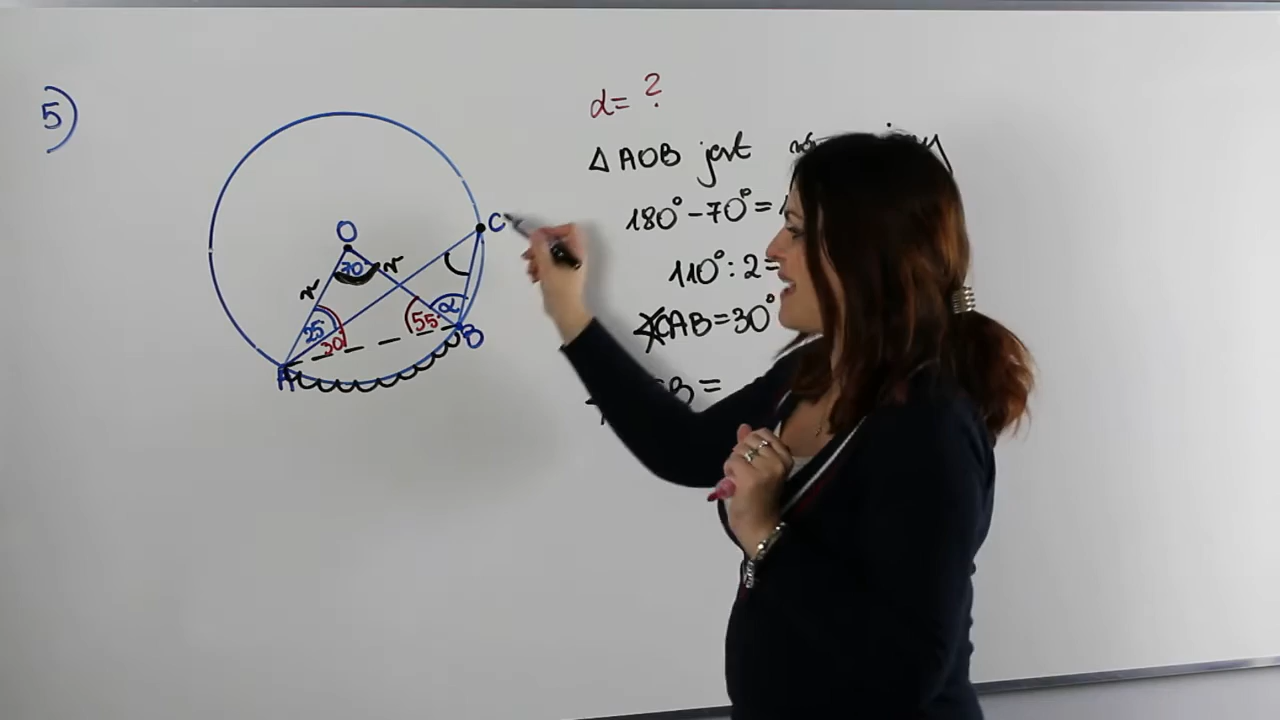 5)
α = ?
△AOB jest
180° - 70° =
110° : 2 =
∢CAB = 30°
B =
O
C
70°
r
r
25°
30°
55°
α
A
B